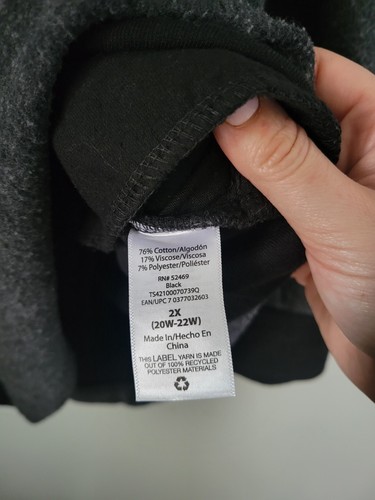 76% Cotton/Algodón
17% Viscose/Viscosa
7% Polyester/Poliéster
RN# 52469
Black
TS42100070739Q
EAN/UPC 7 0377032603
2X
(20W-22W)
Made In/Hecho En
China
THIS LABEL YARN IS MADE
OUT OF 100% RECYCLED
POLYESTER MATERIALS